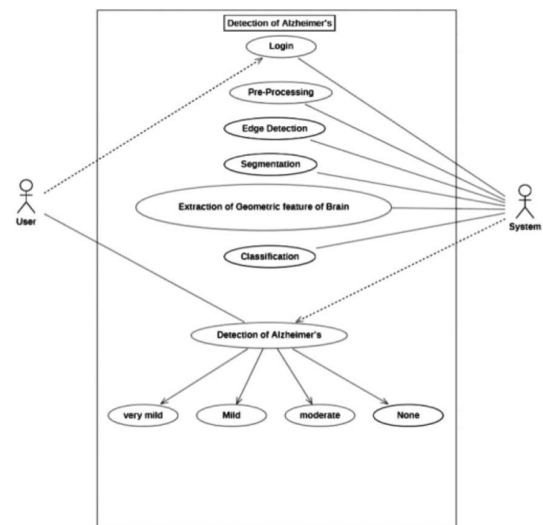 Detection of Alzheimer's
Login
Pre-Processing
Edge Detection
Segmentation
Extraction of Geometric feature of Brain
User
System
Classification
Detection of Alzheimer's
very mild
Mild
moderate
None